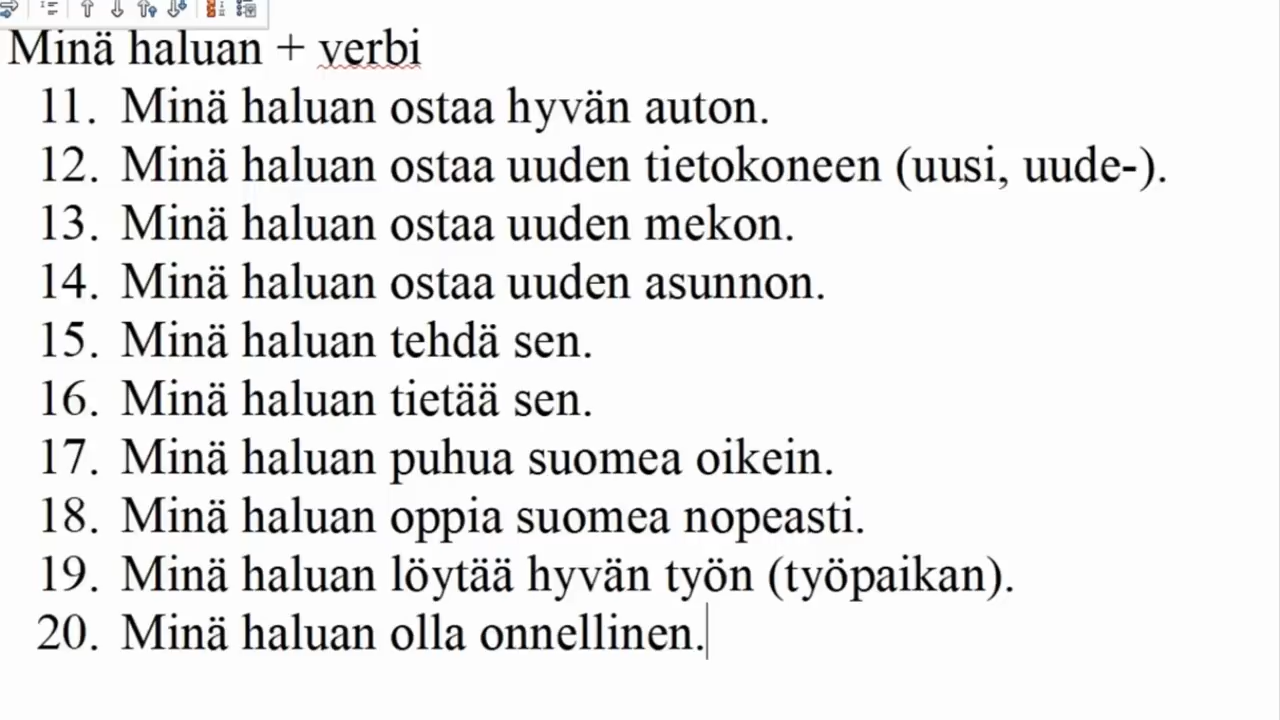 Minä haluan + verbi
11. Minä haluan ostaa hyvän auton.
12. Minä haluan ostaa uuden tietokoneen (uusi, uude-).
13. Minä haluan ostaa uuden mekon.
14. Minä haluan ostaa uuden asunnon.
15. Minä haluan tehdä sen.
16. Minä haluan tietää sen.
17. Minä haluan puhua suomea oikein.
18. Minä haluan oppia suomea nopeasti.
19. Minä haluan löytää hyvän työn (työpaikan).
20. Minä haluan olla onnellinen.